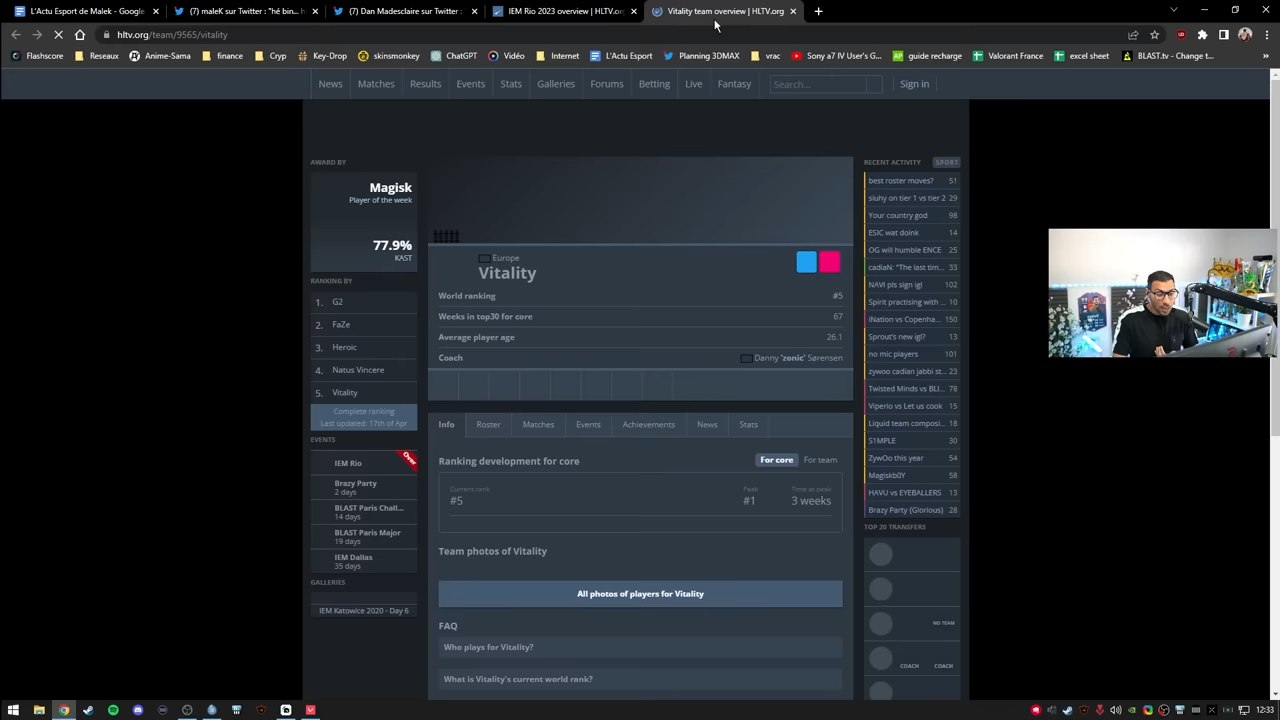 L'Actu Esport - Google Docs
(7) maleK sur Twitter : "hé bin...
(7) Dan Madesclaire sur Twitter :
IEM Rio 2023 overview | HLTV.org
Vitality team overview | HLTV.org
hltv.org/team/9565/vitality
Flashscore
Reuchan
Anime-Sama
finance
Cryp
skinsmonkey
ChatGPT
Vidéo
Internet
L'Actu Esport
Planning 3DMAX
vrac
Sony a7 IV User's G...
guide recharge
Valorant France
excel sheet
BLAST.tv - Creating...
News Matches Results Events Stats Galleries Forums Betting Live Fantasy Search... Sign in
AWARD BY
Magisk
Player of the week
77.9%
KAST
RANKING BY
1. G2
2. FaZe
3. Heroic
4. Natus Vincere
5. Vitality
Complete ranking
Last updated: 17th of Apr
EVENTS
IEM Rio
Over
Brazy Party
2 days
BLAST Paris Chall...
14 days
BLAST Paris Major
19 days
IEM Dallas
35 days
GALLERIES
IEM Katowice 2020 - Day 6
Europe
Vitality
World ranking #5
Weeks in top30 for core 67
Average player age 26.1
Coach Danny 'zonic' Sørensen
Info Roster Matches Events Achievements News Stats
Ranking development for core For core For team
Current rank
#5
Peak
#1
Time at peak
3 weeks
Team photos of Vitality
All photos of players for Vitality
FAQ
Who plays for Vitality?
What is Vitality's current world rank?
RECENT ACTIVITY SPORT
best roster moves? 51
siuhy on tier 1 vs tier 2 29
Your country god 98
ESIC wat doink 14
OG will humble ENCE 25
cadiaN: "The last tim... 33
NAVI pls sign igl 102
Spirit practising with ... 10
INation vs Copenha... 150
Sprout's new igl? 13
no mic players 101
zywoo cadian jabbi st... 23
Twisted Minds vs BLI... 78
Viperio vs Let us cook 15
Liquid team composi... 18
S1MPLE 30
ZywOo this year 54
Magiskb0Y 58
HAVU vs EYEBALLERS 13
Brazy Party {Glorious} 28
TOP 20 TRANSFERS
NO TEAM
COACH COACH
12:33